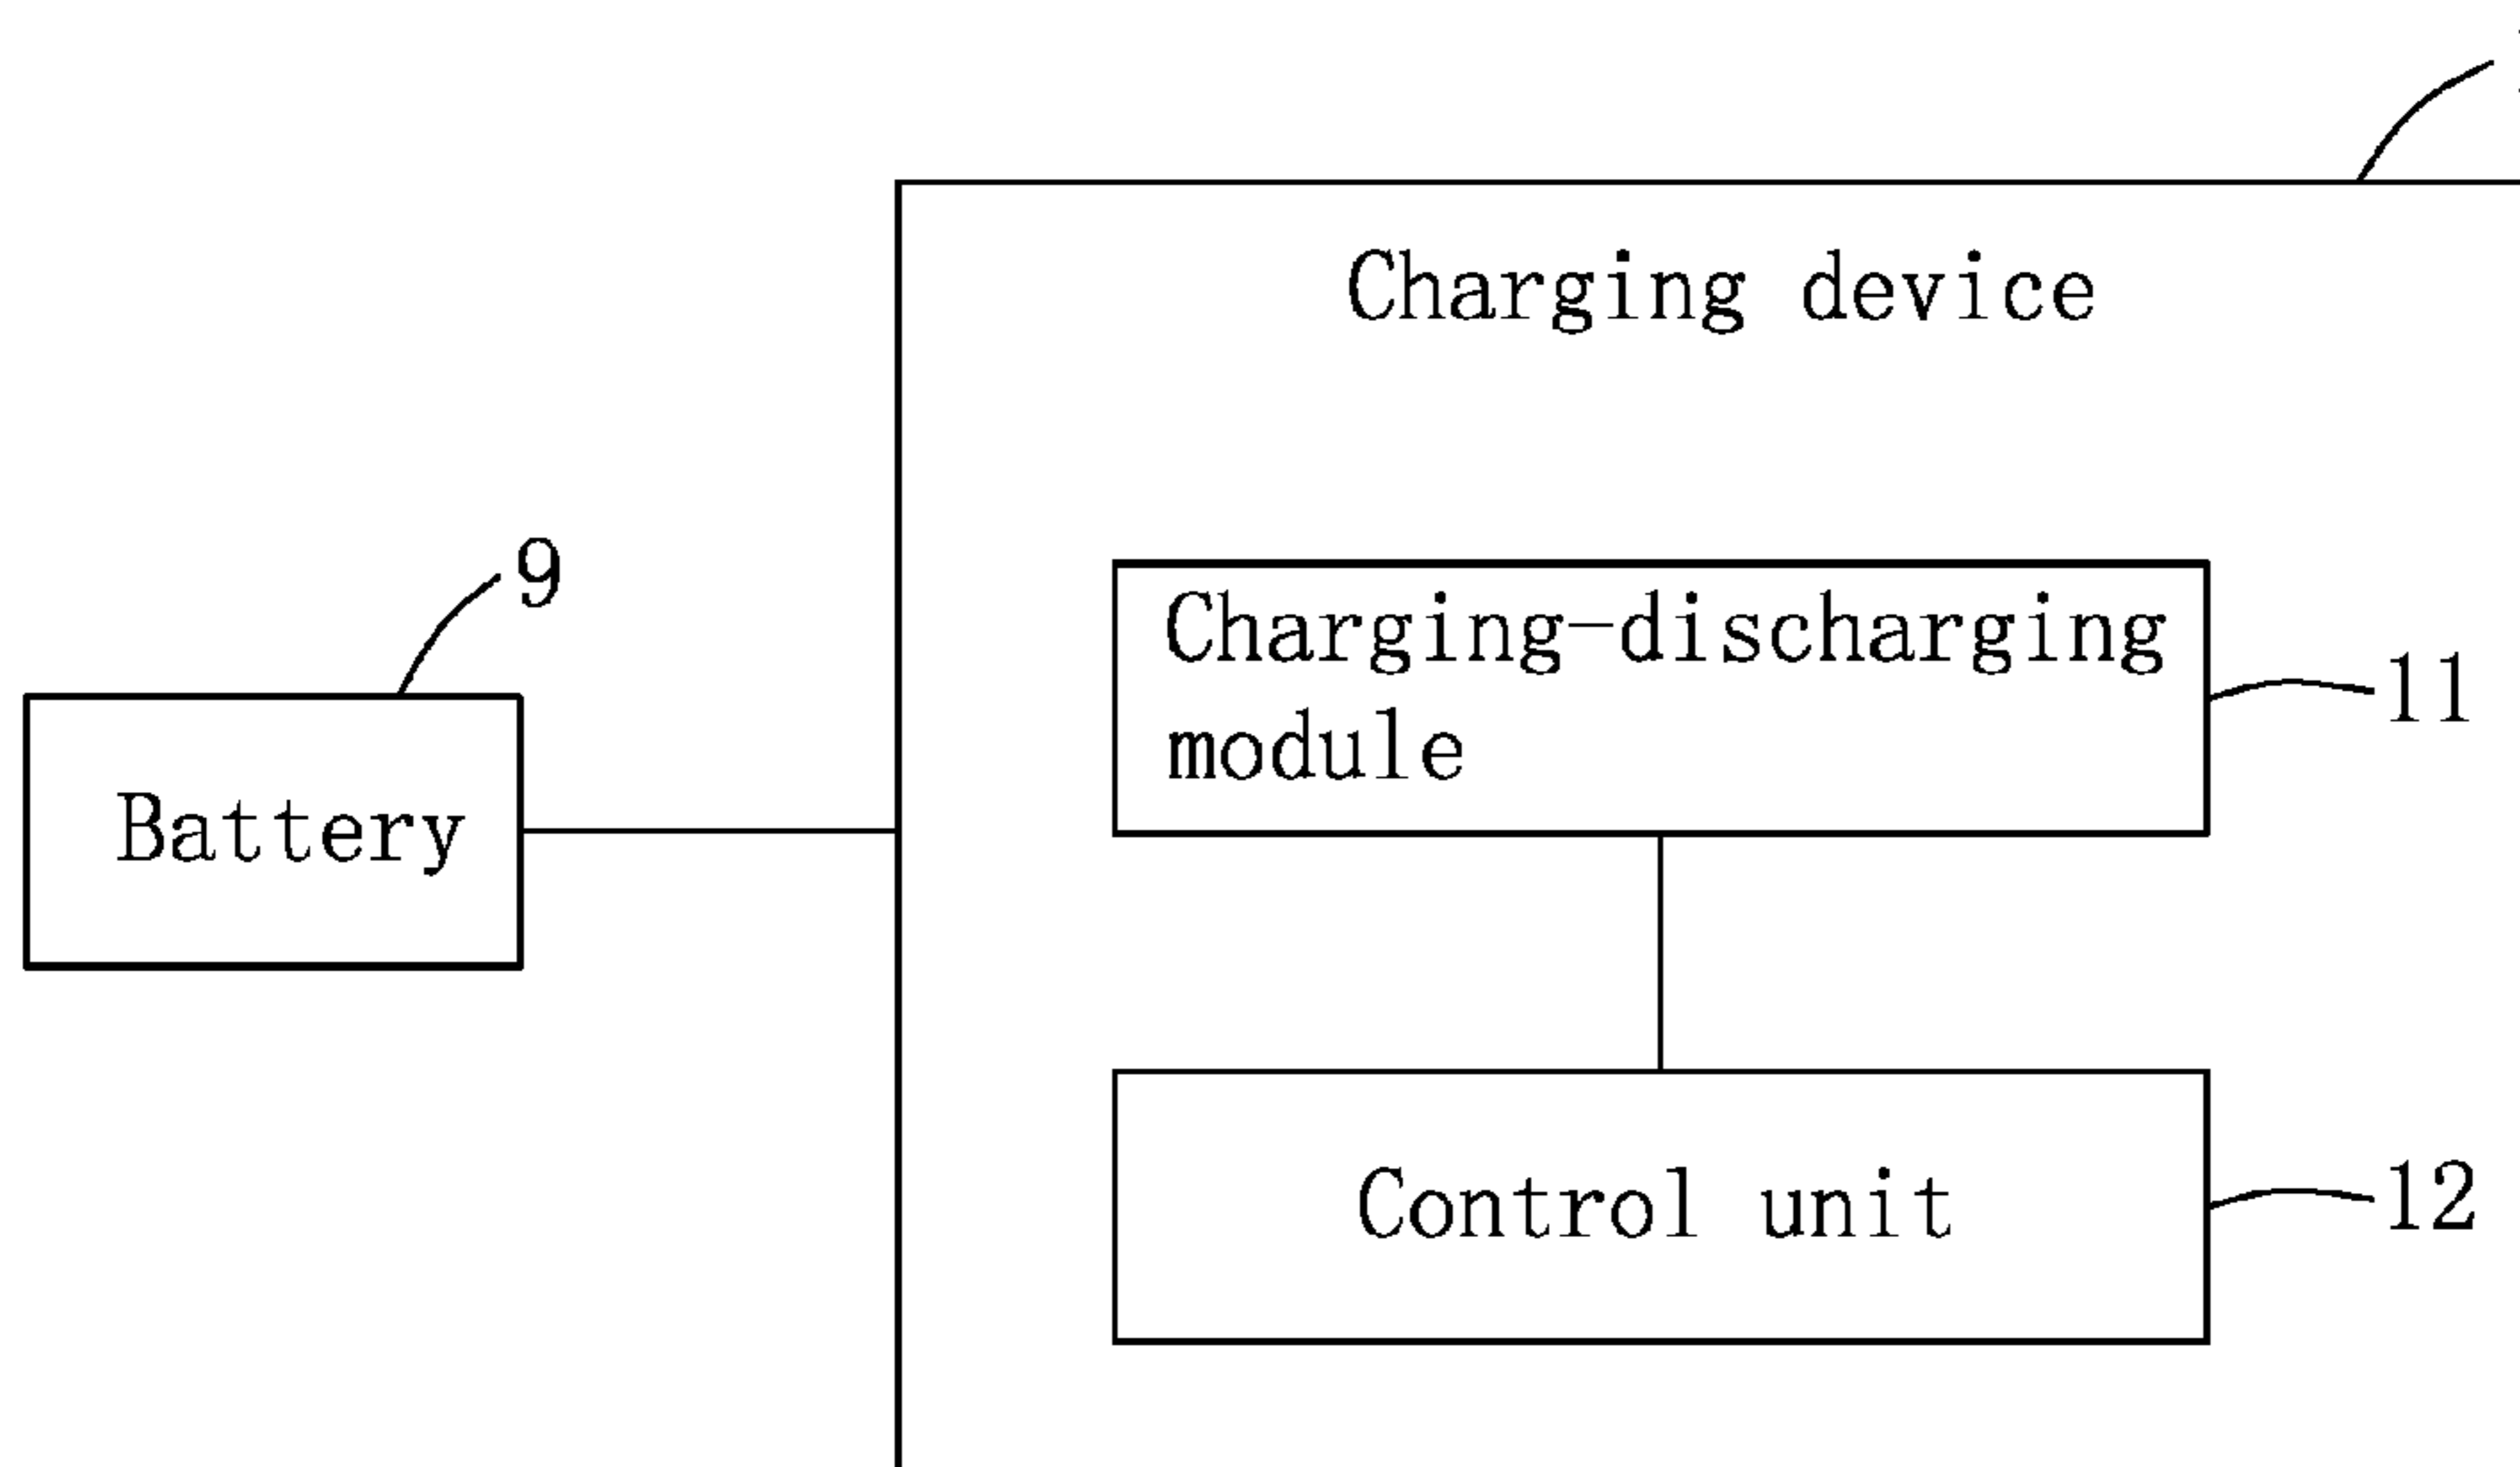 Charging device
9
Charging-discharging
module
11
Battery
Control unit
12